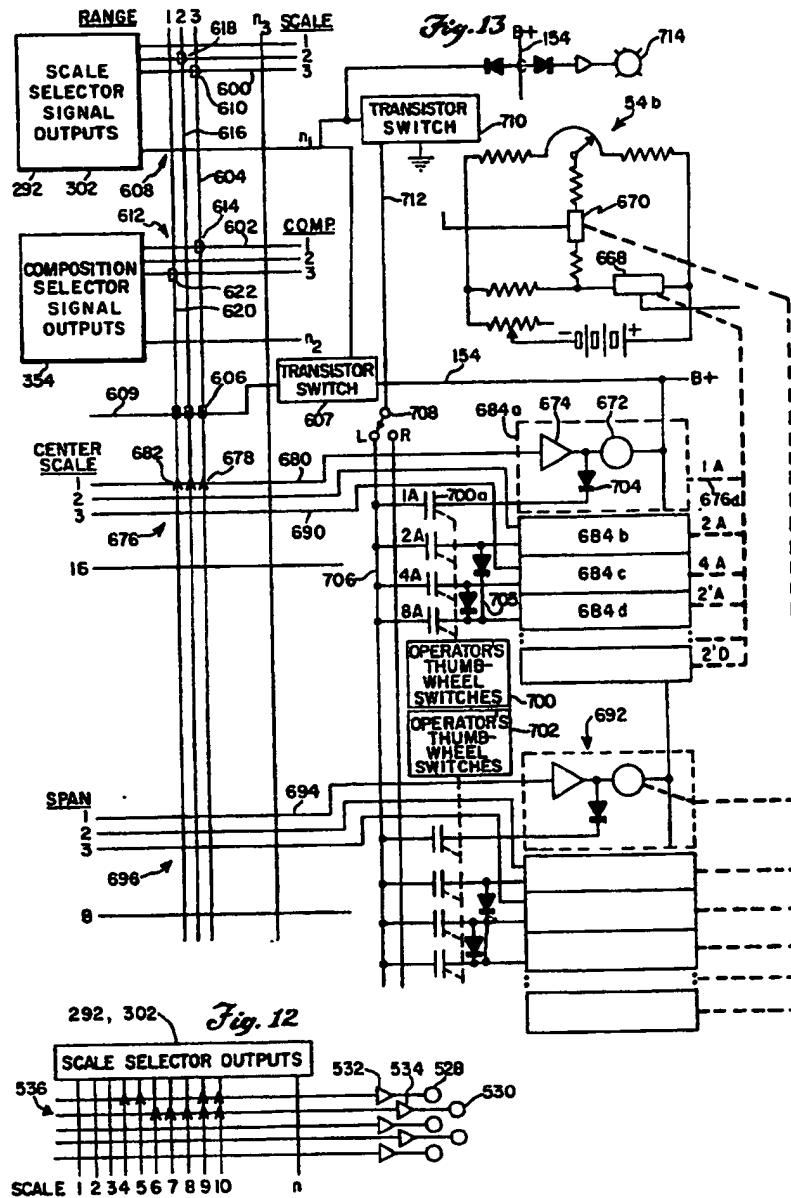 RANGE 1 2 3 n3 SCALE
618
1
2
3
SCALE SELECTOR SIGNAL OUTPUTS
600
610
616
n1
292 302
608
604
612
614
COMP.
602
1
2
3
COMPOSITION SELECTOR SIGNAL OUTPUTS
622
620
n2
354
609
606
TRANSISTOR SWITCH
607
Fig. 13
B+
154
714
TRANSISTOR SWITCH
710
712
54b
670
668
- +
154
B+
708
L R
684a
674
672
704
1A
676d
CENTER SCALE
1
2
3
682
678
680
690
676
16
706
1A
700a
2A
4A
8A
705
684b
684c
684d
2A
4A
2'A
2'D
OPERATOR'S THUMB-WHEEL SWITCHES
700
OPERATOR'S THUMB-WHEEL SWITCHES
702
692
SPAN
1
2
3
694
696
8
292, 302
Fig. 12
SCALE SELECTOR OUTPUTS
532
534
528
530
536
SCALE 1 2 3 4 5 6 7 8 9 10 n